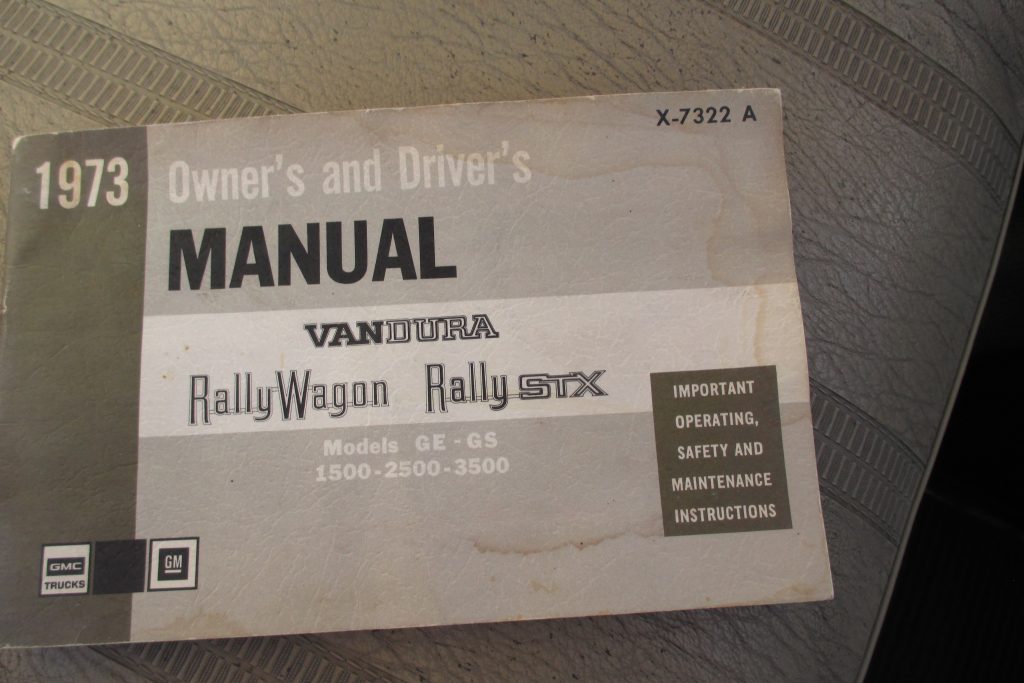 X-7322 A
1973
Owner's and Driver's
MANUAL
VANDURA
Rally Wagon Rally STX
Models GE - GS
1500-2500-3500
IMPORTANT
OPERATING,
SAFETY AND
MAINTENANCE
INSTRUCTIONS
GMC
TRUCKS
GM